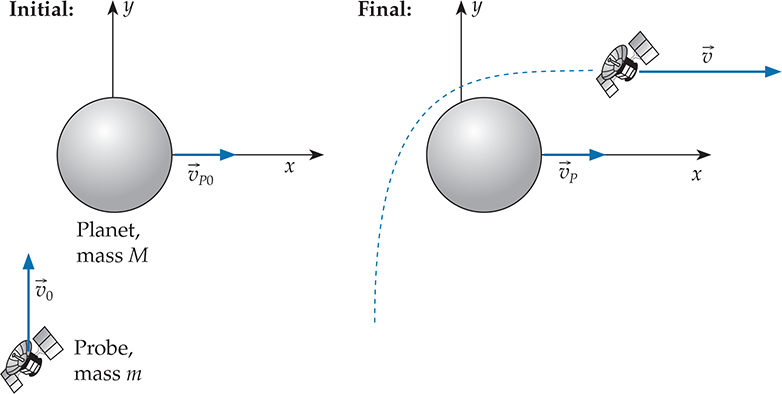 Initial:
y
x
v⃗P0
Planet,
mass M
v⃗0
Probe,
mass m
Final:
y
v⃗
x
v⃗P